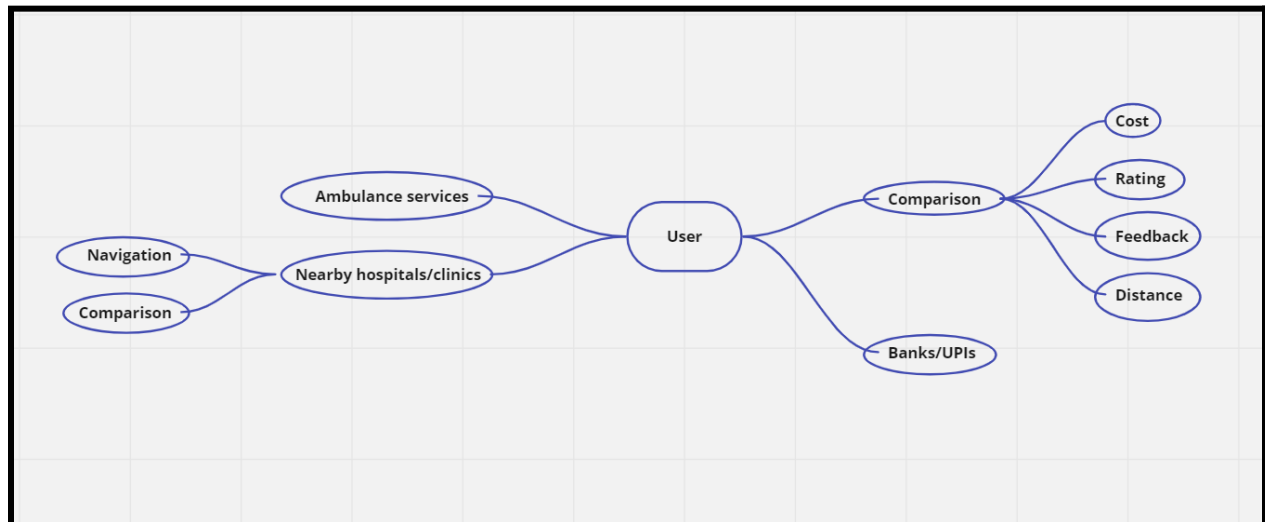 Cost
Rating
Ambulance services
Comparison
Feedback
User
Navigation
Nearby hospitals/clinics
Distance
Comparison
Banks/UPIs